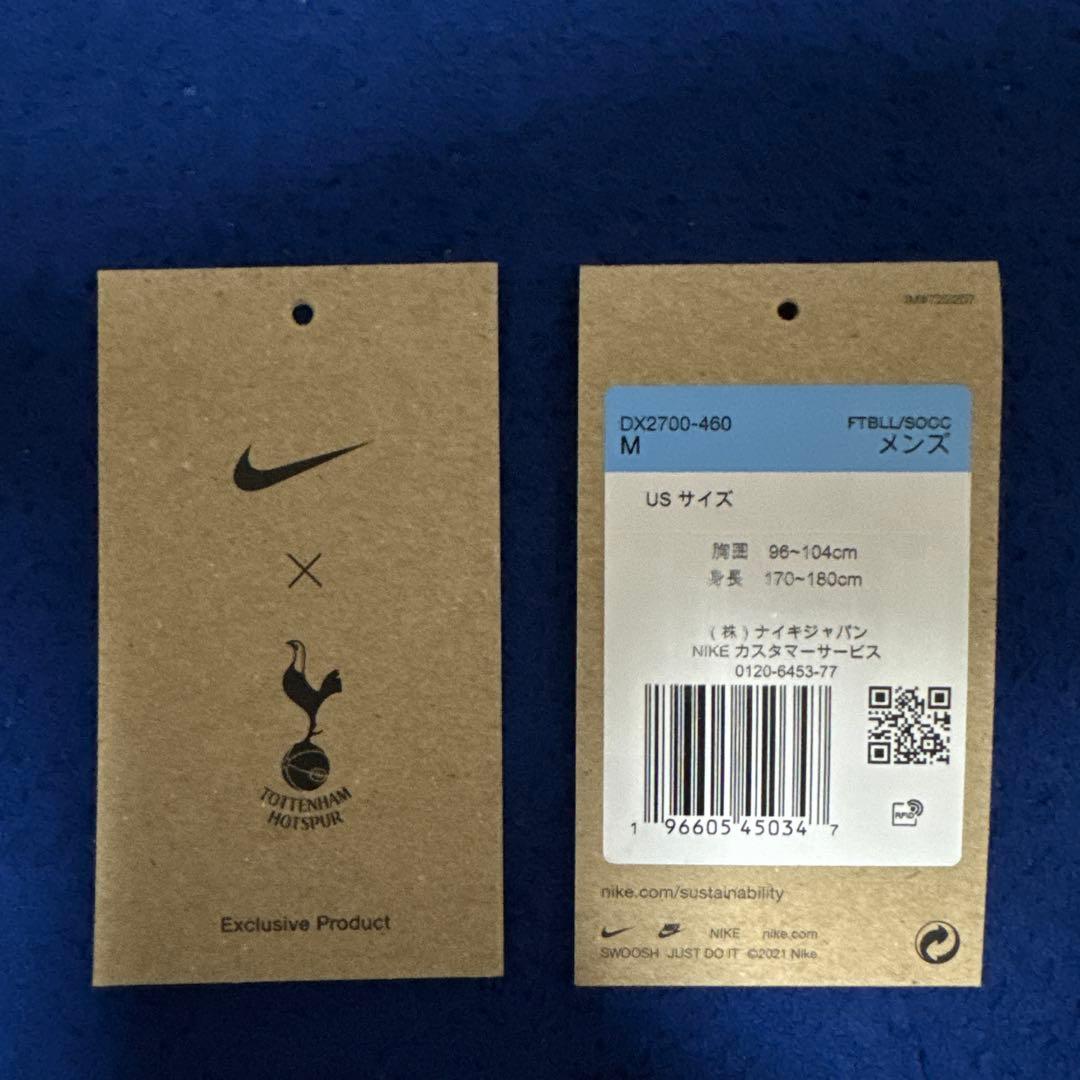 TOTTENHAM
HOTSPUR
Exclusive Product
DX2700-460
M
FTBLL/SOCC
メンズ
US サイズ
胸囲 96~104cm
身長 170~180cm
(株)ナイキジャパン
NIKE カスタマーサービス
0120-6453-77
1 96605 45034 7
RFID
nike.com/sustainability
NIKE nike.com
SWOOSH JUST DO IT ©2021 Nike